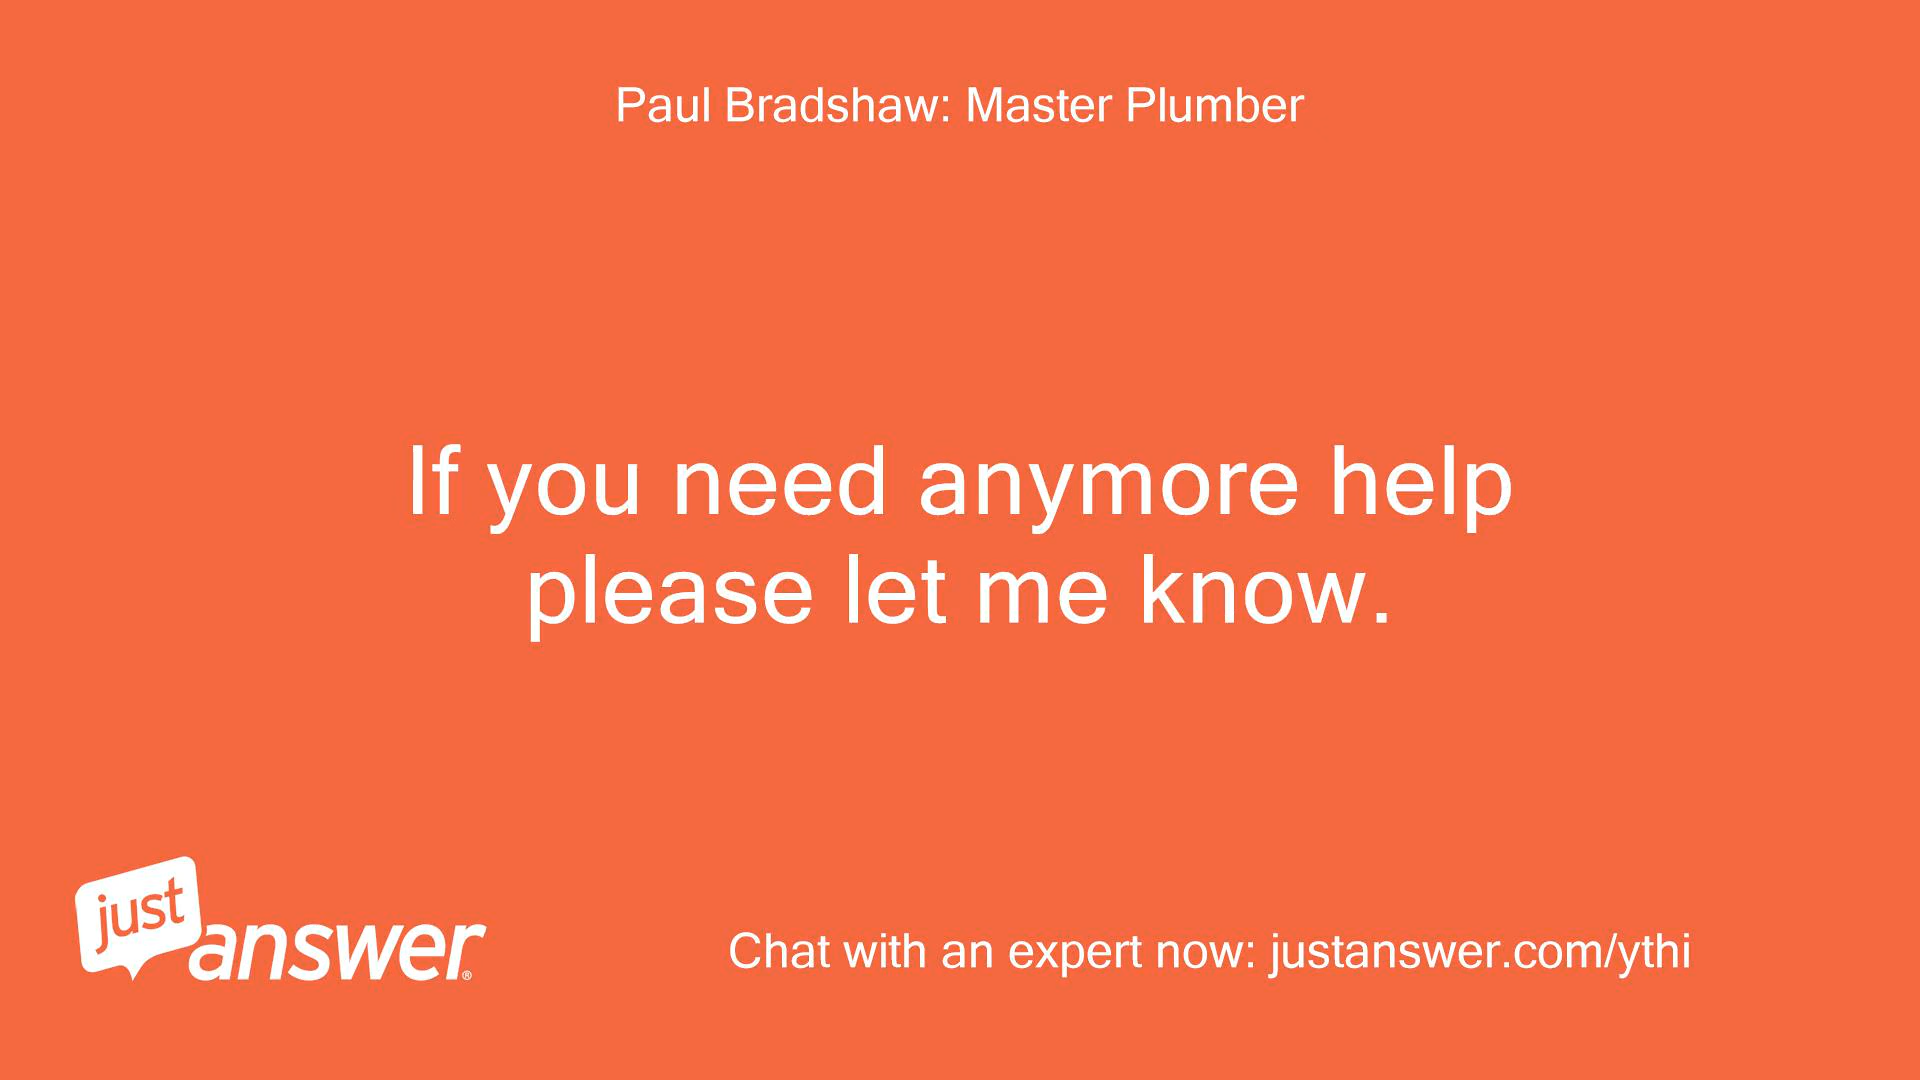 Paul Bradshaw: Master Plumber
If you need anymore help
please let me know.
just
answer®
Chat with an expert now: justanswer.com/ythi